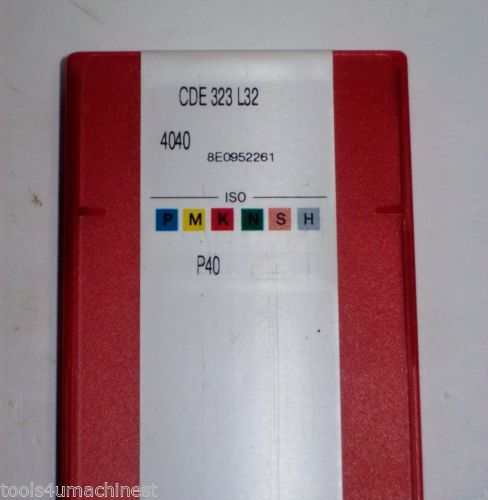 CDE 323 L32
4040
8E0952261
ISO
P M K N S H
P40
tools4umachinest